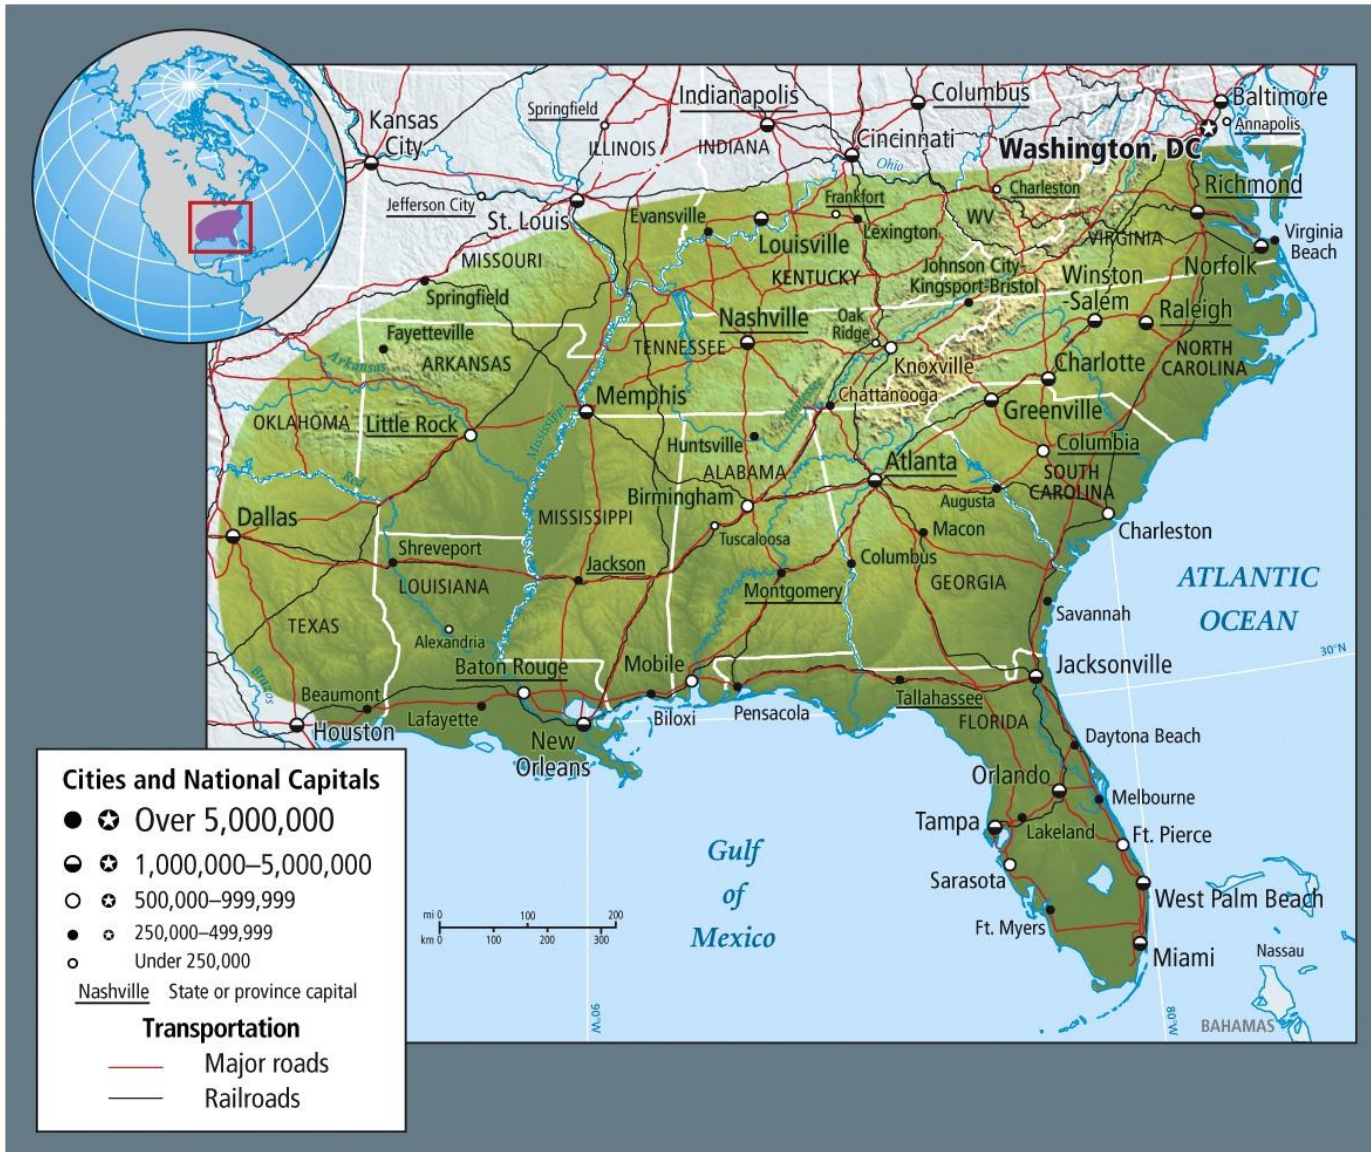 Kansas
City
Springfield
Indianapolis
Columbus
Baltimore
Annapolis
Washington, DC
ILLINOIS
INDIANA
Cincinnati
Ohio
Jefferson City
St. Louis
Evansville
Louisville
Frankfort
Lexington
Charleston
WV
Richmond
VIRGINIA
Virginia
Beach
Norfolk
MISSOURI
Springfield
KENTUCKY
Johnson City-
Kingsport-Bristol
Winston
-Salem
Raleigh
Fayetteville
ARKANSAS
Arkansas
Nashville
TENNESSEE
Oak
Ridge
Knoxville
Charlotte
NORTH
CAROLINA
OKLAHOMA
Little Rock
Memphis
Mississippi
Tennessee
Chattanooga
Greenville
Columbia
Huntsville
ALABAMA
Atlanta
SOUTH
CAROLINA
Red
Dallas
MISSISSIPPI
Birmingham
Tuscaloosa
Augusta
Macon
Charleston
Shreveport
LOUISIANA
Jackson
Montgomery
Columbus
GEORGIA
ATLANTIC
OCEAN
Savannah
TEXAS
Alexandria
Baton Rouge
Mobile
Jacksonville
30°N
Brazos
Beaumont
Lafayette
Houston
New
Orleans
Biloxi
Pensacola
Tallahassee
FLORIDA
Daytona Beach
Orlando
Melbourne
Tampa
Lakeland
Ft. Pierce
Sarasota
West Palm Beach
Ft. Myers
Miami
Nassau
BAHAMAS
Gulf
of
Mexico
90°W
80°W
mi 0 100 200
km 0 100 200 300
Cities and National Capitals
Over 5,000,000
1,000,000–5,000,000
500,000–999,999
250,000–499,999
Under 250,000
Nashville State or province capital
Transportation
Major roads
Railroads